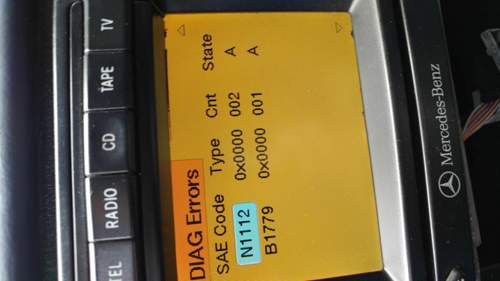 TV
TAPE
CD
RADIO
TEL
DIAG Errors
SAE Code Type Cnt State
N1112 0x0000 002 A
B1779 0x0000 001 A
Mercedes-Benz